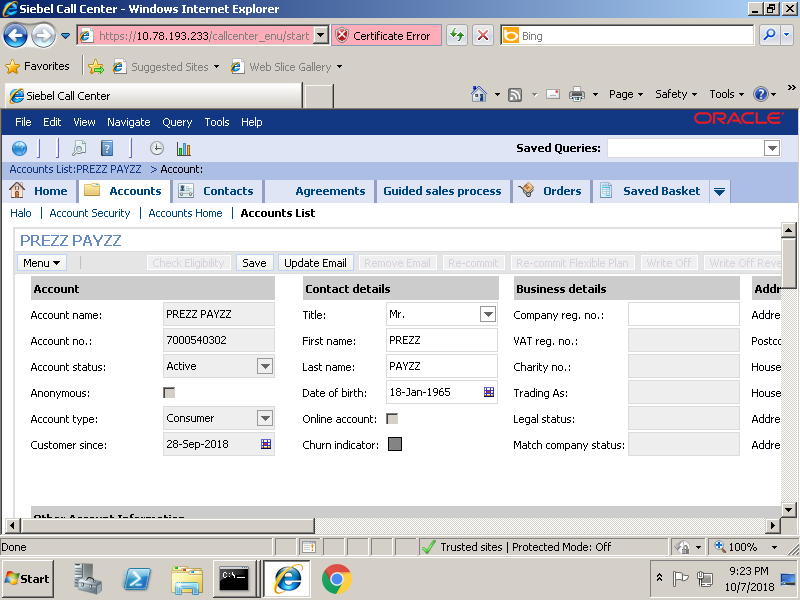 Siebel Call Center - Windows Internet Explorer
https://10.78.193.233/callcenter_enu/start
Certificate Error
Bing
Favorites
Suggested Sites
Web Slice Gallery
Siebel Call Center
Page
Safety
Tools
»
File Edit View Navigate Query Tools Help
ORACLE
Saved Queries:
Accounts List:PREZZ PAYZZ > Account:
Home
Accounts
Contacts
Agreements
Guided sales process
Orders
Saved Basket
Halo | Account Security | Accounts Home | Accounts List
PREZZ PAYZZ
Menu
Check Eligibility
Save
Update Email
Remove Email
Re-commit
Re-commit Flexible Plan
Write Off
Write Off Reve
Account
Contact details
Business details
Addr
Account name: PREZZ PAYZZ
Title: Mr.
Company reg. no.:
Addre
Account no.: 7000540302
First name: PREZZ
VAT reg. no.:
Postco
Account status: Active
Last name: PAYZZ
Charity no.:
House
Anonymous:
Date of birth: 18-Jan-1965
Trading As:
House
Account type: Consumer
Online account:
Legal status:
Addre
Customer since: 28-Sep-2018
Churn indicator:
Match company status:
Addre
Other Account Information
Done
Trusted sites | Protected Mode: Off
100%
Start
C:\
9:23 PM
10/7/2018